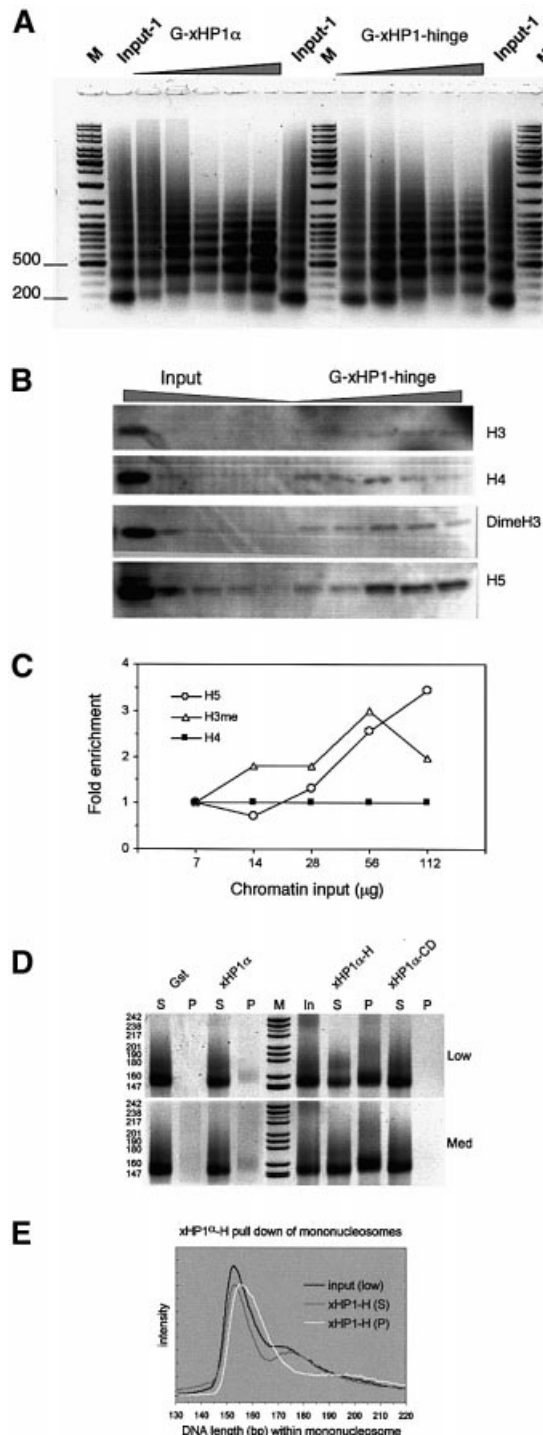 A
M Input-1 G-xHP1α Input-1 M G-xHP1-hinge Input-1 M
500
200
B
Input G-xHP1-hinge
H3
H4
DimeH3
H5
C
Fold enrichment
4
3
2
1
0
H5
H3me
H4
7 14 28 56 112
Chromatin input (μg)
D
Gst xHP1α xHP1α-H xHP1α-CD
S P S P M In S P S P
242
238
217
201
190
180
160
147
Low
242
238
217
201
190
180
160
147
Med
E
xHP1α-H pull down of mononucleosomes
intensity
input (low)
xHP1-H (S)
xHP1-H (P)
130 140 150 160 170 180 190 200 210 220
DNA length (bp) within mononucleosome